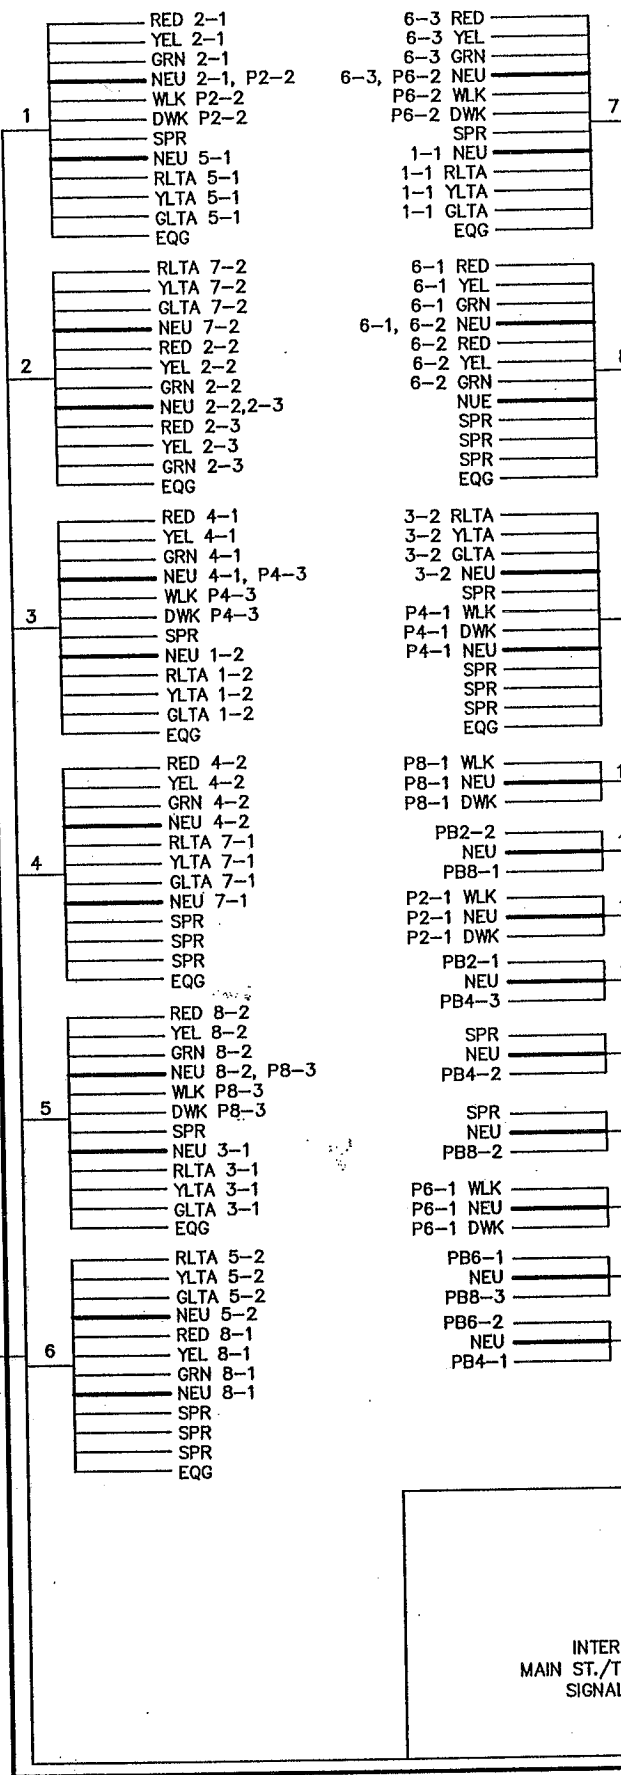 1
RED 2-1
YEL 2-1
GRN 2-1
NEU 2-1, P2-2
WLK P2-2
DWK P2-2
SPR
NEU 5-1
RLTA 5-1
YLTA 5-1
GLTA 5-1
EQG
2
RLTA 7-2
YLTA 7-2
GLTA 7-2
NEU 7-2
RED 2-2
YEL 2-2
GRN 2-2
NEU 2-2,2-3
RED 2-3
YEL 2-3
GRN 2-3
EQG
3
RED 4-1
YEL 4-1
GRN 4-1
NEU 4-1, P4-3
WLK P4-3
DWK P4-3
SPR
NEU 1-2
RLTA 1-2
YLTA 1-2
GLTA 1-2
EQG
4
RED 4-2
YEL 4-2
GRN 4-2
NEU 4-2
RLTA 7-1
YLTA 7-1
GLTA 7-1
NEU 7-1
SPR
SPR
SPR
EQG
5
RED 8-2
YEL 8-2
GRN 8-2
NEU 8-2, P8-3
WLK P8-3
DWK P8-3
SPR
NEU 3-1
RLTA 3-1
YLTA 3-1
GLTA 3-1
EQG
6
RLTA 5-2
YLTA 5-2
GLTA 5-2
NEU 5-2
RED 8-1
YEL 8-1
GRN 8-1
NEU 8-1
SPR
SPR
SPR
EQG
6-3 RED
6-3 YEL
6-3 GRN
6-3, P6-2 NEU
P6-2 WLK
P6-2 DWK
SPR
1-1 NEU
1-1 RLTA
1-1 YLTA
1-1 GLTA
EQG
7
6-1 RED
6-1 YEL
6-1 GRN
6-1, 6-2 NEU
6-2 RED
6-2 YEL
6-2 GRN
NUE
SPR
SPR
SPR
EQG
8
3-2 RLTA
3-2 YLTA
3-2 GLTA
3-2 NEU
SPR
P4-1 WLK
P4-1 DWK
P4-1 NEU
SPR
SPR
SPR
EQG
P8-1 WLK
P8-1 NEU
P8-1 DWK
1
PB2-2
NEU
PB8-1
P2-1 WLK
P2-1 NEU
P2-1 DWK
PB2-1
NEU
PB4-3
SPR
NEU
PB4-2
SPR
NEU
PB8-2
P6-1 WLK
P6-1 NEU
P6-1 DWK
PB6-1
NEU
PB8-3
PB6-2
NEU
PB4-1
INTER
MAIN ST./T
SIGNAL